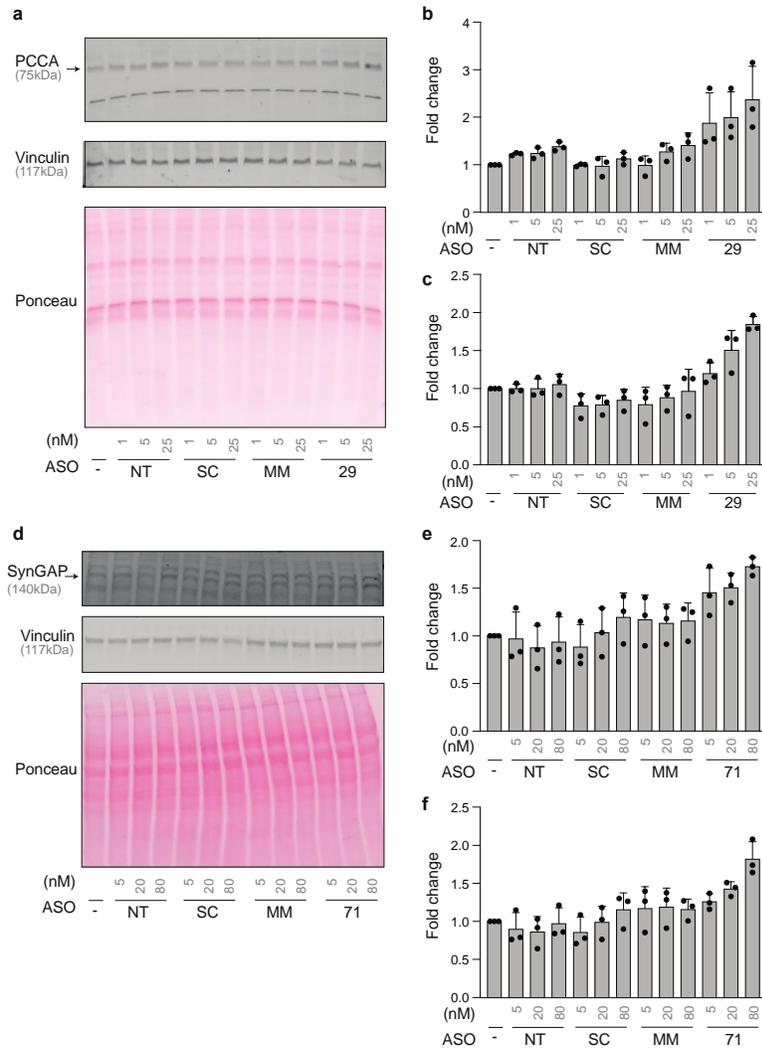 a
PCCA
(75kDa)
Vinculin
(117kDa)
Ponceau
(nM) 1 5 25 1 5 25 1 5 25 1 5 25
ASO - NT SC MM 29
b
Fold change
4
3
2
1
0
(nM) 1 5 25 1 5 25 1 5 25 1 5 25
ASO - NT SC MM 29
c
Fold change
2.5
2.0
1.5
1.0
0.5
0.0
(nM) 1 5 25 1 5 25 1 5 25 1 5 25
ASO - NT SC MM 29
d
SynGAP
(140kDa)
Vinculin
(117kDa)
Ponceau
(nM) 5 20 80 5 20 80 5 20 80 5 20 80
ASO - NT SC MM 71
e
Fold change
2.0
1.5
1.0
0.5
0.0
(nM) 5 20 80 5 20 80 5 20 80 5 20 80
ASO - NT SC MM 71
f
Fold change
2.5
2.0
1.5
1.0
0.5
0.0
(nM) 5 20 80 5 20 80 5 20 80 5 20 80
ASO - NT SC MM 71